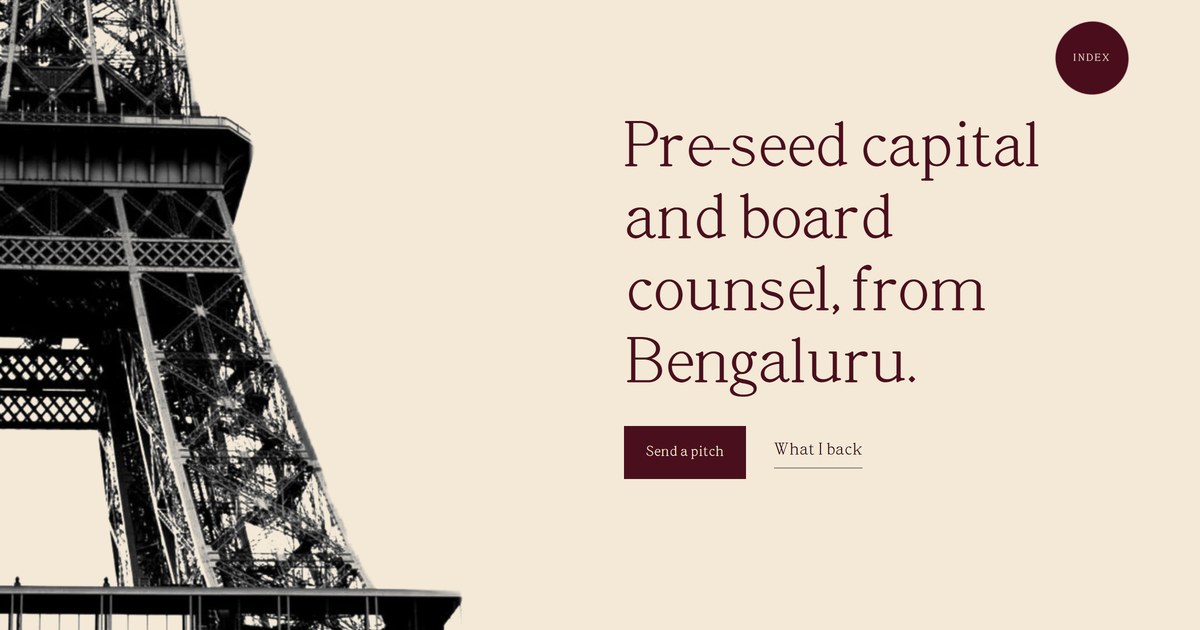 INDEX
Pre-seed capital
and board
counsel, from
Bengaluru.
Send a pitch
What I back